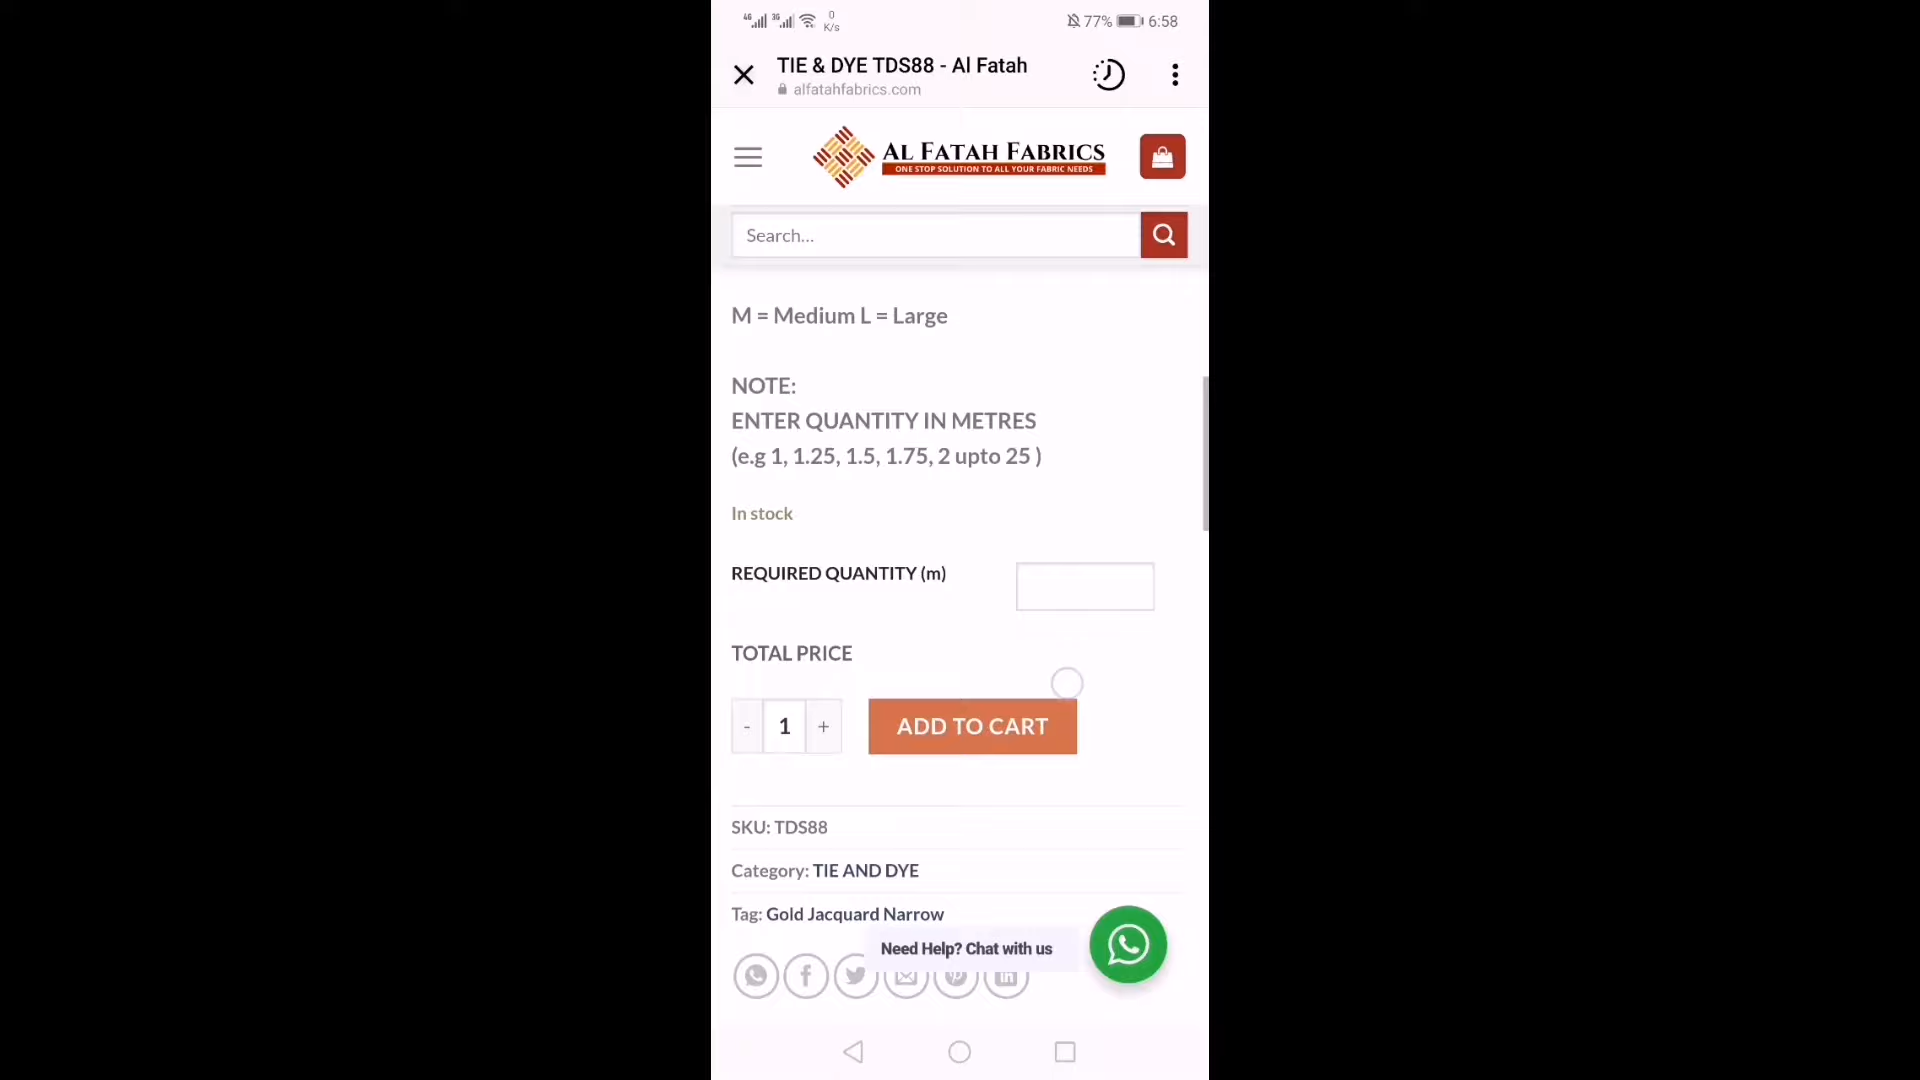 4G 3G 0 K/s 77% 6:58
TIE & DYE TDS88 - Al Fatah
alfatahfabrics.com
AL FATAH FABRICS
ONE STOP SOLUTION TO ALL YOUR FABRIC NEEDS
Search...
M = Medium L = Large
NOTE:
ENTER QUANTITY IN METRES
(e.g 1, 1.25, 1.5, 1.75, 2 upto 25 )
In stock
REQUIRED QUANTITY (m)
TOTAL PRICE
- 1 + ADD TO CART
SKU: TDS88
Category: TIE AND DYE
Tag: Gold Jacquard Narrow
Need Help? Chat with us